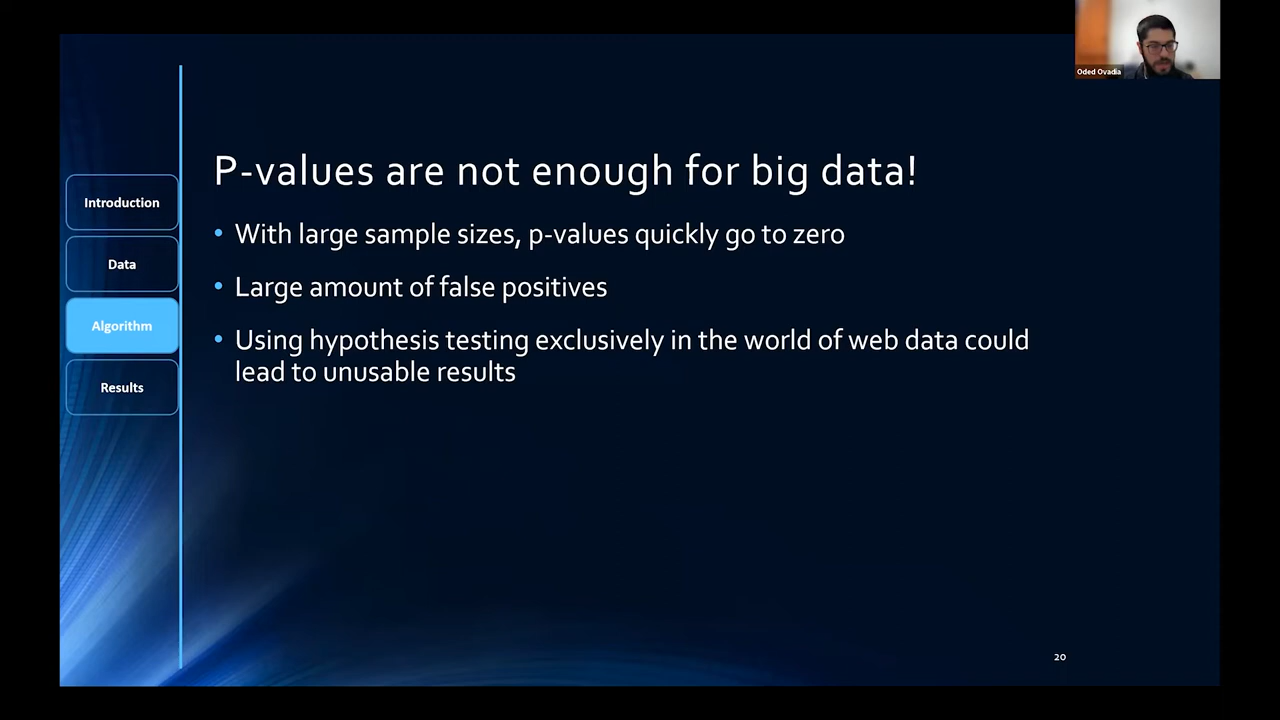 Oded Ovadia
P-values are not enough for big data!
Introduction
Data
Algorithm
Results
With large sample sizes, p-values quickly go to zero
Large amount of false positives
Using hypothesis testing exclusively in the world of web data could
lead to unusable results
20